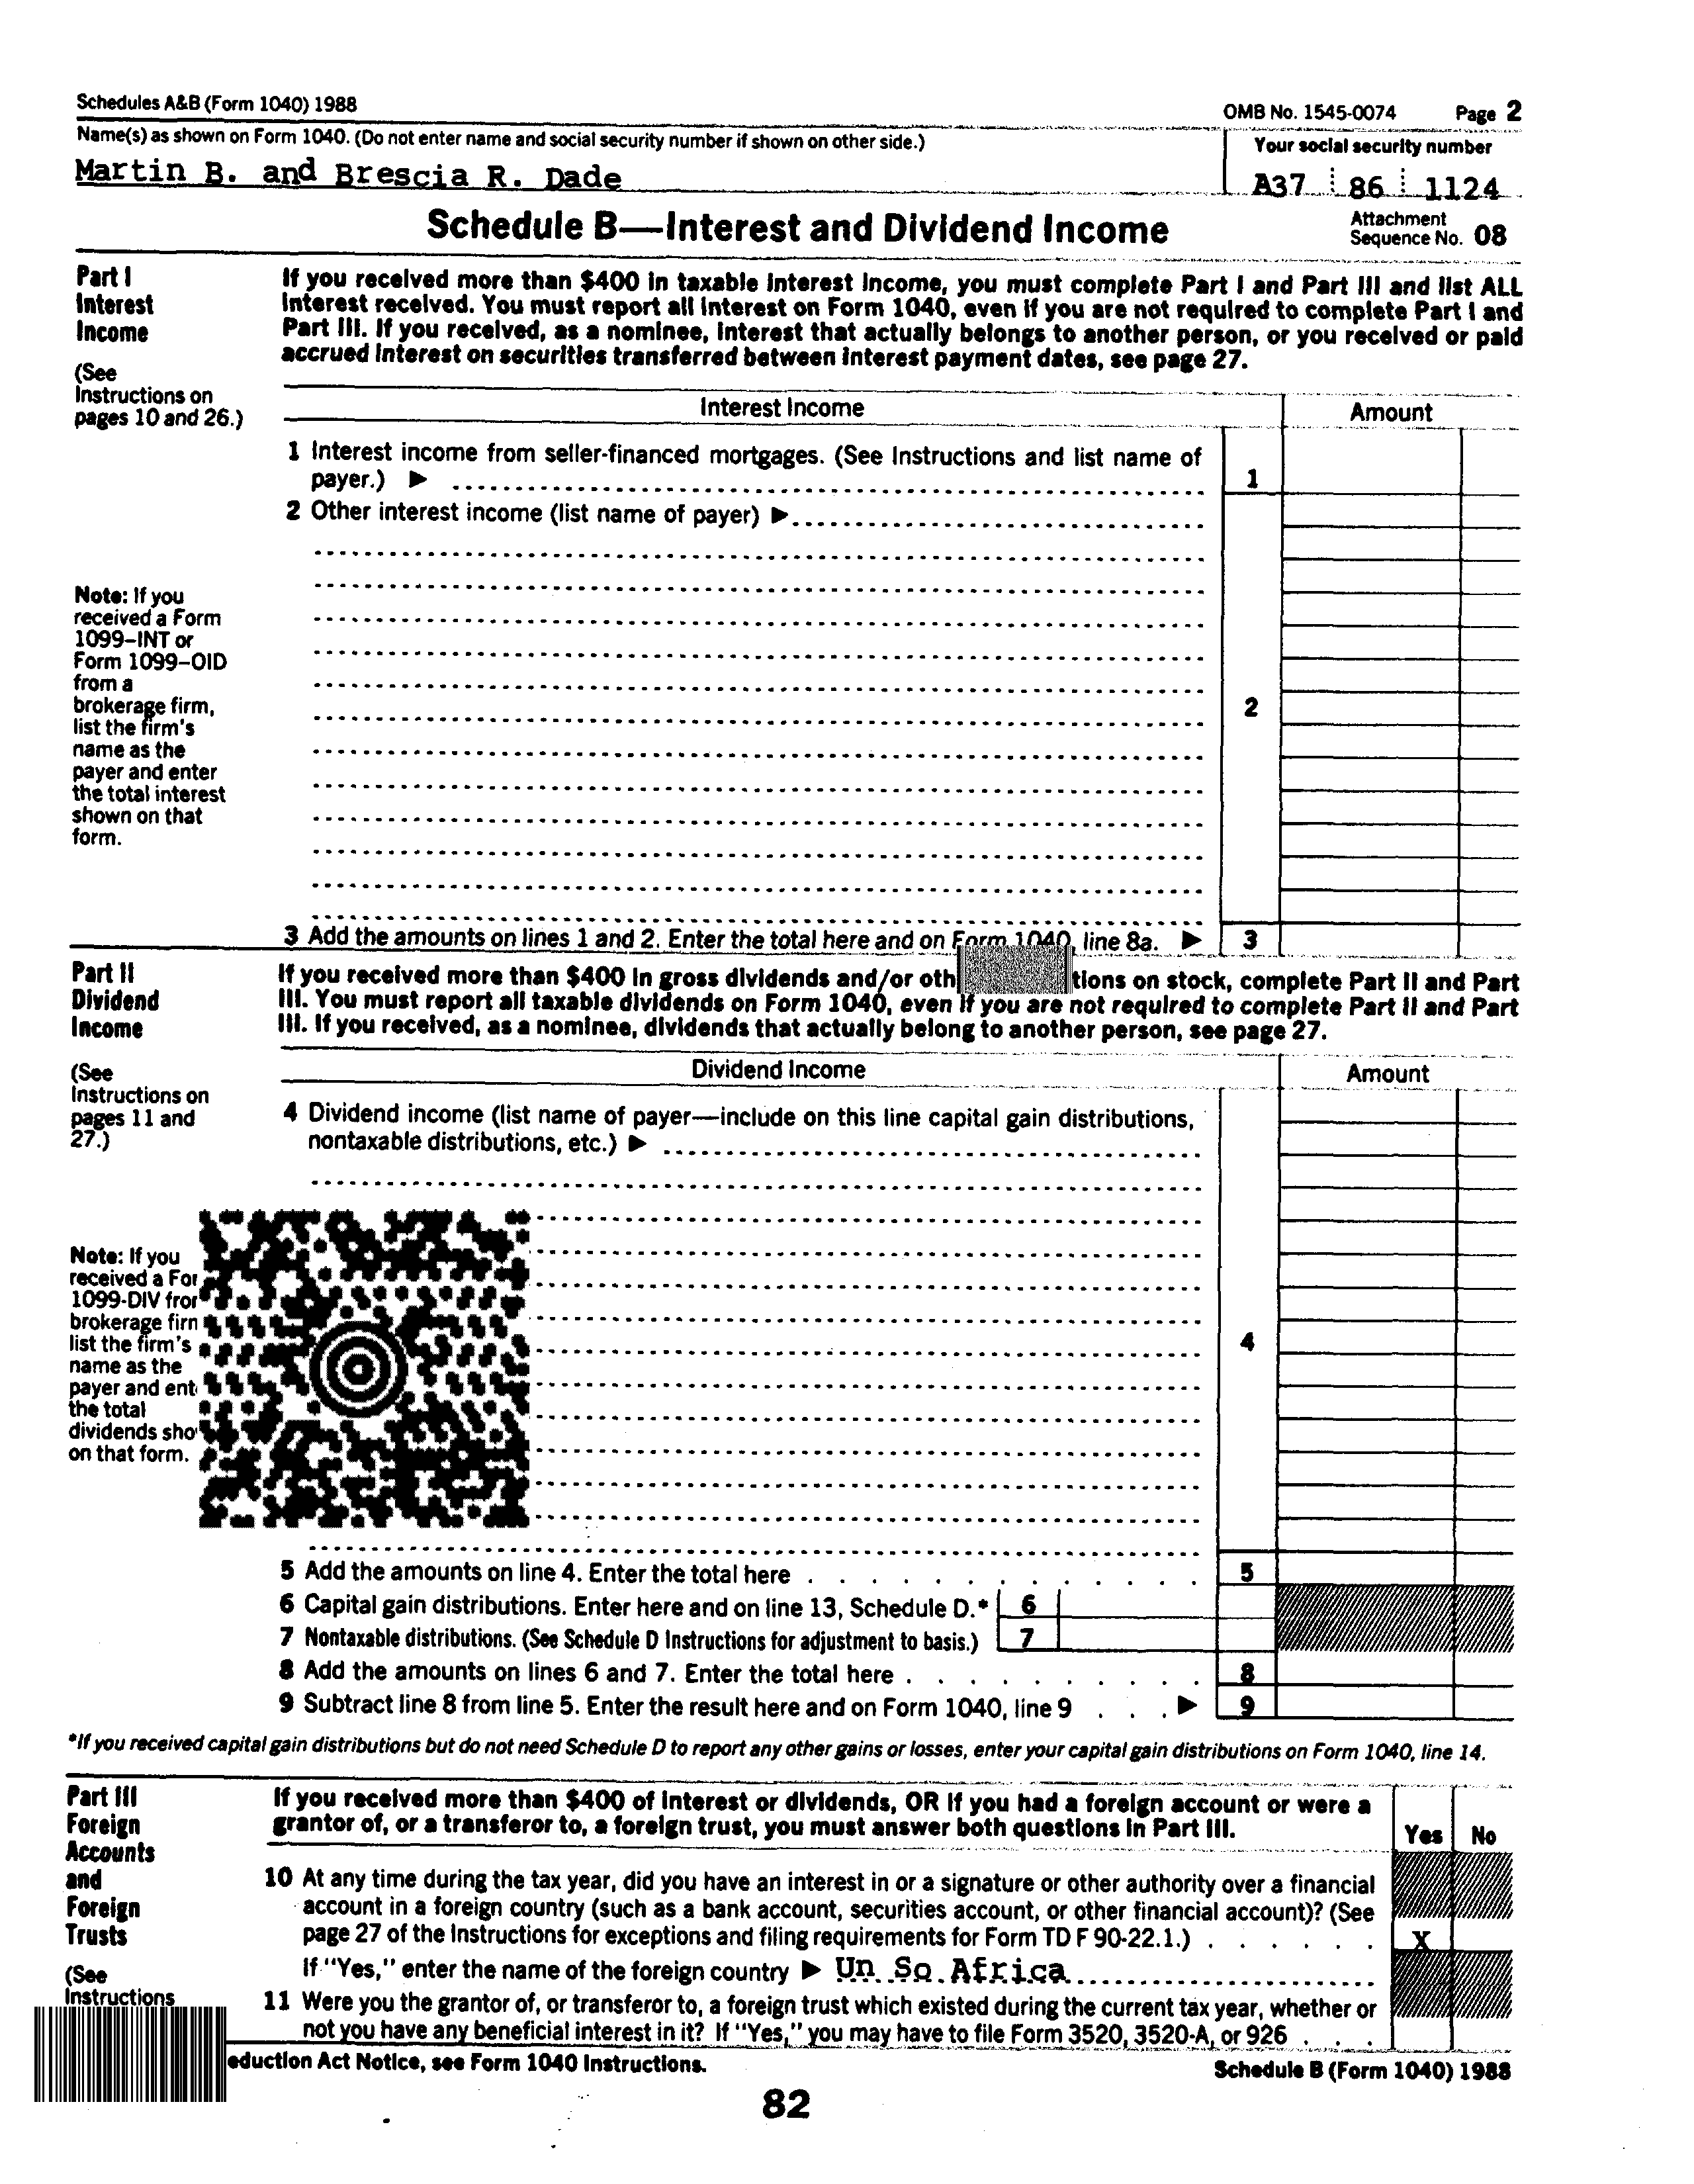 Schedules A&B (Form 1040) 1988
OMB No. 1545-0074 Page 2
Name(s) as shown on Form 1040. (Do not enter name and social security number if shown on other side.)
Your social security number
Martin B. and Brescia R. Dade
A37 86 1124
Schedule B—Interest and Dividend Income
Attachment
Sequence No. 08
Part I
Interest
Income
(See
Instructions on
pages 10 and 26.)
If you received more than $400 in taxable interest income, you must complete Part I and Part III and list ALL
interest received. You must report all interest on Form 1040, even if you are not required to complete Part I and
Part III. If you received, as a nominee, interest that actually belongs to another person, or you received or paid
accrued interest on securities transferred between interest payment dates, see page 27.
Interest Income
Amount
1 Interest income from seller-financed mortgages. (See Instructions and list name of
payer.) ▶
1
2 Other interest income (list name of payer) ▶
Note: If you
received a Form
1099–INT or
Form 1099–OID
from a
brokerage firm,
list the firm's
name as the
payer and enter
the total interest
shown on that
form.
2
3 Add the amounts on lines 1 and 2. Enter the total here and on Form 1040, line 8a. ▶ 3
Part II
Dividend
Income
(See
Instructions on
pages 11 and
27.)
If you received more than $400 in gross dividends and/or oth tions on stock, complete Part II and Part
III. You must report all taxable dividends on Form 1040, even if you are not required to complete Part II and Part
III. If you received, as a nominee, dividends that actually belong to another person, see page 27.
Dividend Income
Amount
4 Dividend income (list name of payer—include on this line capital gain distributions,
nontaxable distributions, etc.) ▶
Note: If you
received a For
1099-DIV fror
brokerage firn
list the firm's
name as the
payer and ent
the total
dividends sho
on that form.
4
5 Add the amounts on line 4. Enter the total here . . . . . . . . . . . . 5
6 Capital gain distributions. Enter here and on line 13, Schedule D.* 6
7 Nontaxable distributions. (See Schedule D Instructions for adjustment to basis.) 7
8 Add the amounts on lines 6 and 7. Enter the total here . . . . . . . . . . 8
9 Subtract line 8 from line 5. Enter the result here and on Form 1040, line 9 . . . ▶ 9
*If you received capital gain distributions but do not need Schedule D to report any other gains or losses, enter your capital gain distributions on Form 1040, line 14.
Part III
Foreign
Accounts
and
Foreign
Trusts
(See
Instructions
If you received more than $400 of interest or dividends, OR if you had a foreign account or were a
grantor of, or a transferor to, a foreign trust, you must answer both questions in Part III.
Yes No
10 At any time during the tax year, did you have an interest in or a signature or other authority over a financial
account in a foreign country (such as a bank account, securities account, or other financial account)? (See
page 27 of the Instructions for exceptions and filing requirements for Form TD F 90-22.1.) . . . . . . X
If "Yes," enter the name of the foreign country ▶ Un So Africa
11 Were you the grantor of, or transferor to, a foreign trust which existed during the current tax year, whether or
not you have any beneficial interest in it? If "Yes," you may have to file Form 3520, 3520-A, or 926 . . .
eduction Act Notice, see Form 1040 Instructions.
Schedule B (Form 1040) 1988
82